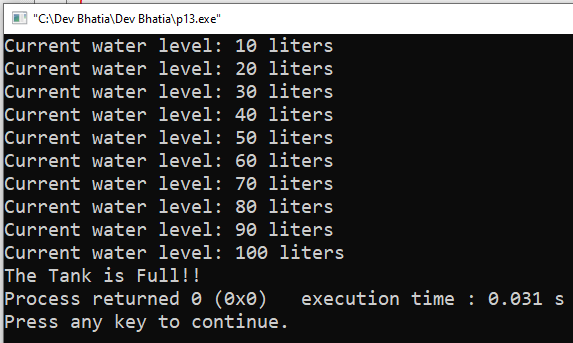 "C:\Dev Bhatia\Dev Bhatia\p13.exe"
Current water level: 10 liters
Current water level: 20 liters
Current water level: 30 liters
Current water level: 40 liters
Current water level: 50 liters
Current water level: 60 liters
Current water level: 70 liters
Current water level: 80 liters
Current water level: 90 liters
Current water level: 100 liters
The Tank is Full!!
Process returned 0 (0x0)   execution time : 0.031 s
Press any key to continue.